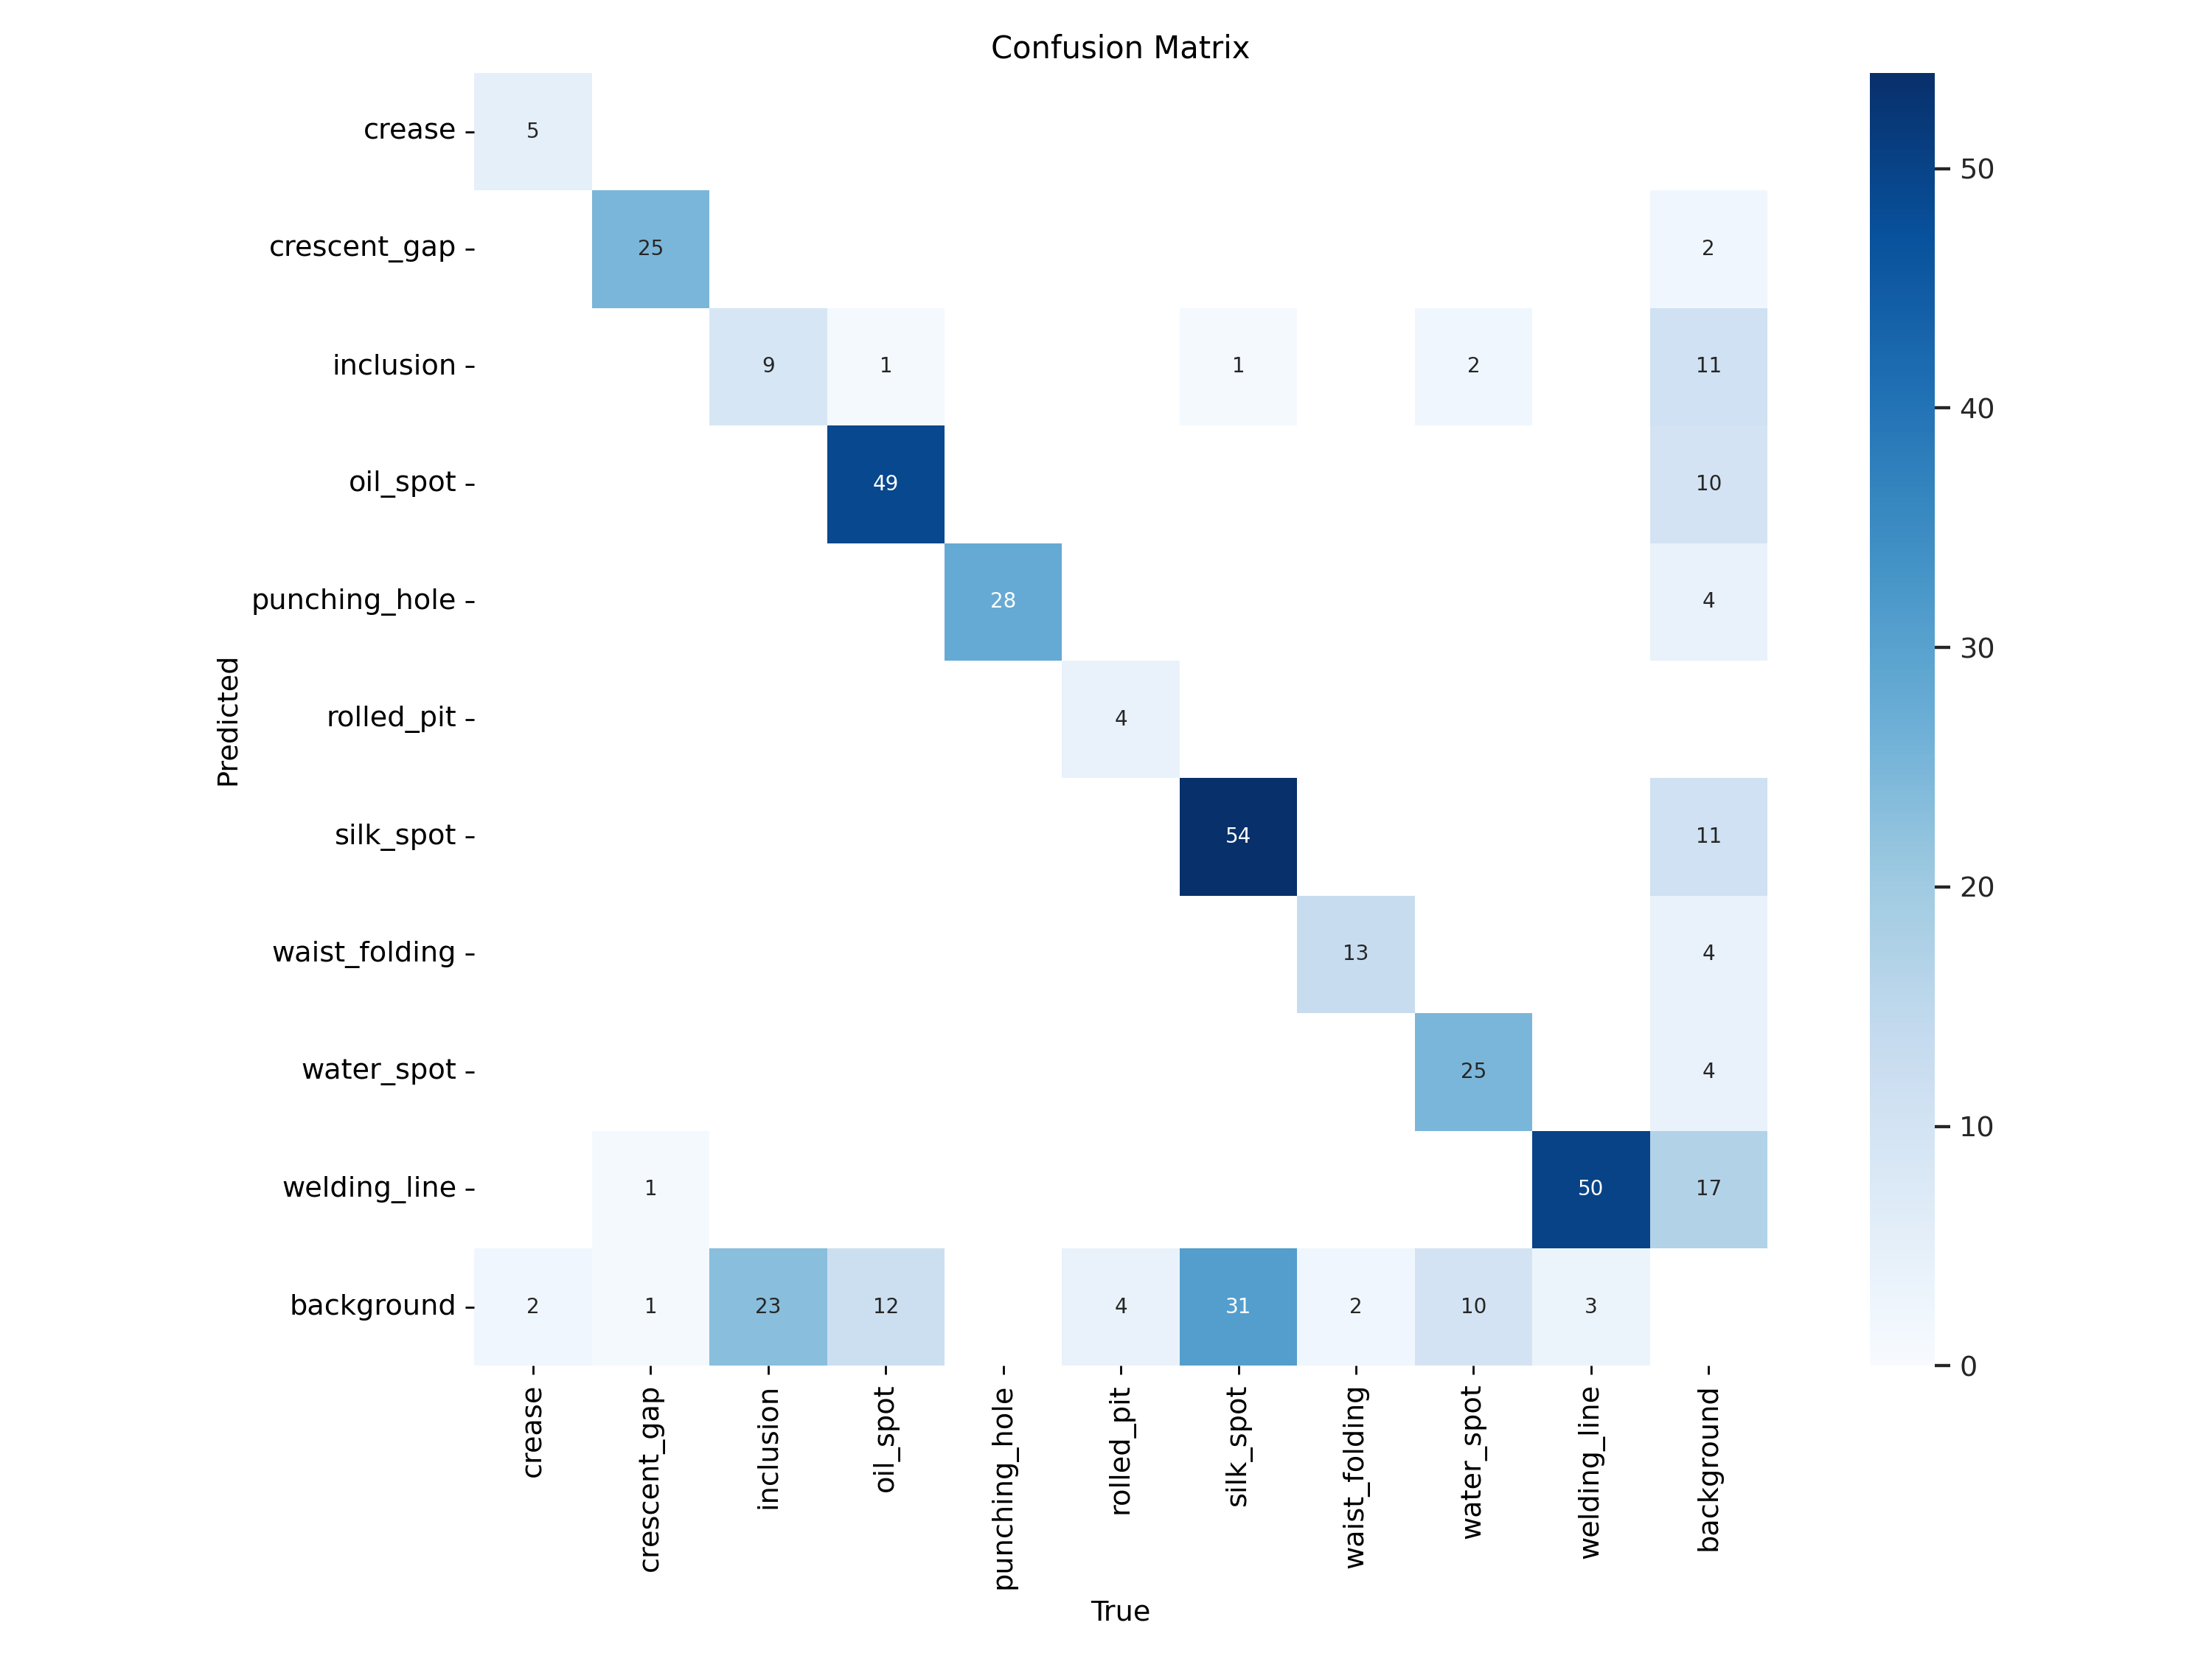 Confusion Matrix
crease 5
crescent_gap 25 2
inclusion 9 1 1 2 11
oil_spot 49 10
punching_hole 28 4
rolled_pit 4
silk_spot 54 11
waist_folding 13 4
water_spot 25 4
welding_line 1 50 17
background 2 1 23 12 4 31 2 10 3
Predicted
crease crescent_gap inclusion oil_spot punching_hole rolled_pit silk_spot waist_folding water_spot welding_line background
True
50
40
30
20
10
0